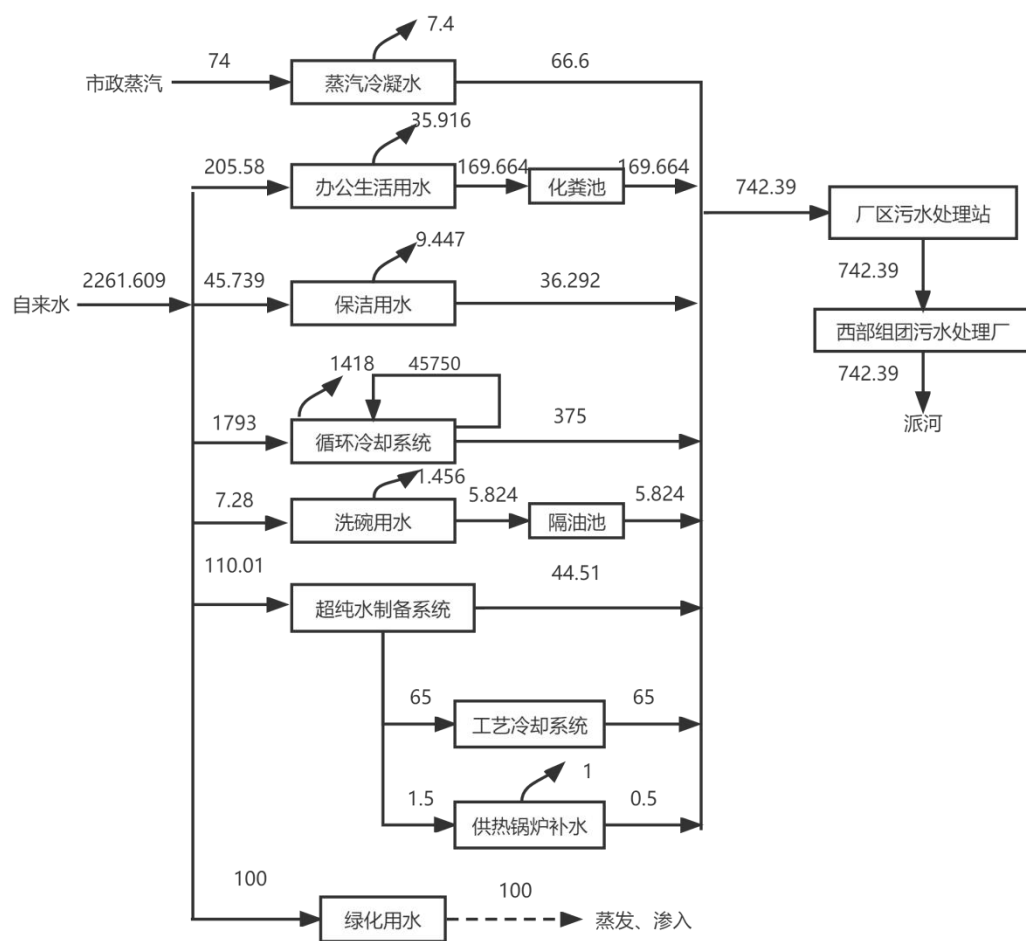 7.4
74
66.6
市政蒸汽
蒸汽冷凝水
35.916
205.58
169.664
169.664
办公生活用水
化粪池
742.39
厂区污水处理站
9.447
2261.609
45.739
36.292
742.39
自来水
保洁用水
西部组团污水处理厂
1418
45750
742.39
1793
375
派河
循环冷却系统
1.456
7.28
5.824
5.824
洗碗用水
隔油池
110.01
44.51
超纯水制备系统
65
65
工艺冷却系统
1
1.5
0.5
供热锅炉补水
100
100
绿化用水
蒸发、渗入